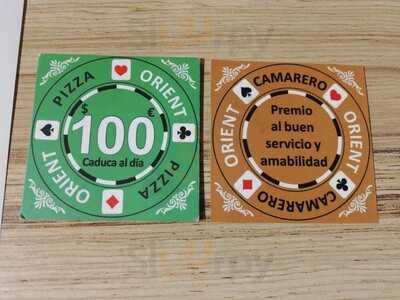 PIZZA ORIENT
$ €
100
Caduca al día
ORIENT PIZZA
CAMARERO
ORIENT ORIENT
Premio
al buen
servicio y
amabilidad
CAMARERO